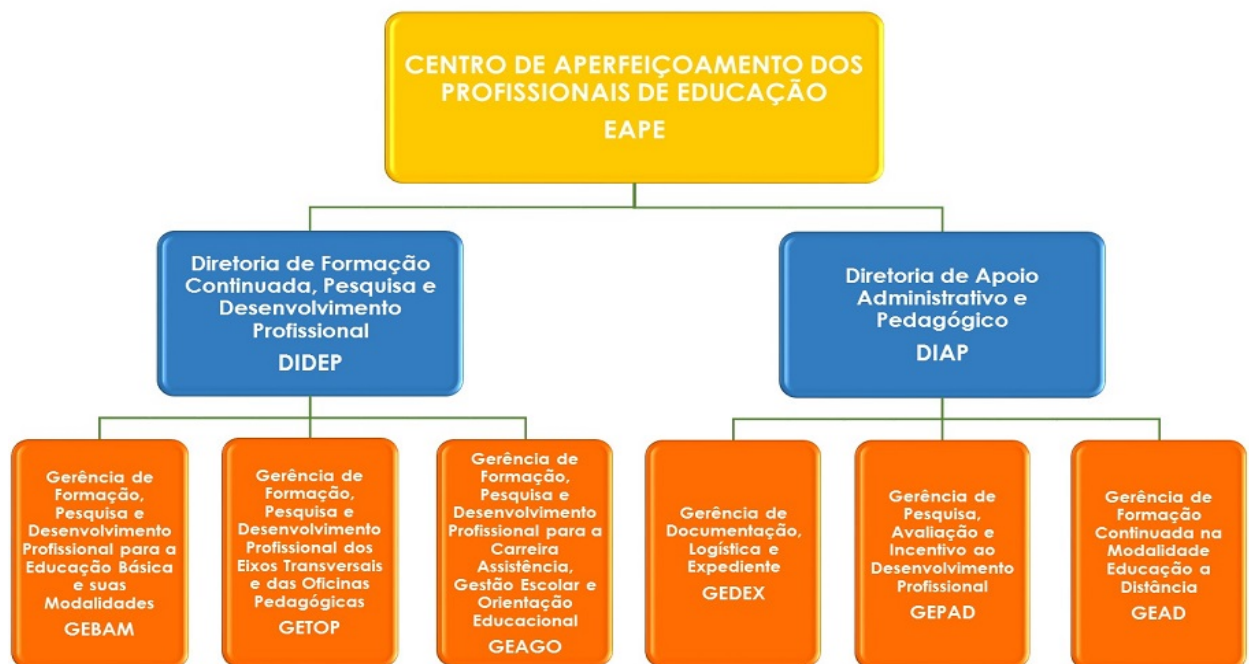 CENTRO DE APERFEIÇOAMENTO DOS
PROFISSIONAIS DE EDUCAÇÃO
EAPE
Diretoria de Formação
Continuada, Pesquisa e
Desenvolvimento
Profissional
DIDEP
Diretoria de Apoio
Administrativo e
Pedagógico
DIAP
Gerência de
Formação,
Pesquisa e
Desenvolvimento
Profissional para a
Educação Básica
e suas
Modalidades
GEBAM
Gerência de
Formação,
Pesquisa e
Desenvolvimento
Profissional dos
Eixos Transversais
e das Oficinas
Pedagógicas
GETOP
Gerência de
Formação,
Pesquisa e
Desenvolvimento
Profissional para a
Carreira
Assistência,
Gestão Escolar e
Orientação
Educacional
GEAGO
Gerência de
Documentação,
Logística e
Expediente
GEDEX
Gerência de
Pesquisa,
Avaliação e
Incentivo ao
Desenvolvimento
Profissional
GEPAD
Gerência de
Formação
Continuada na
Modalidade
Educação a
Distância
GEAD